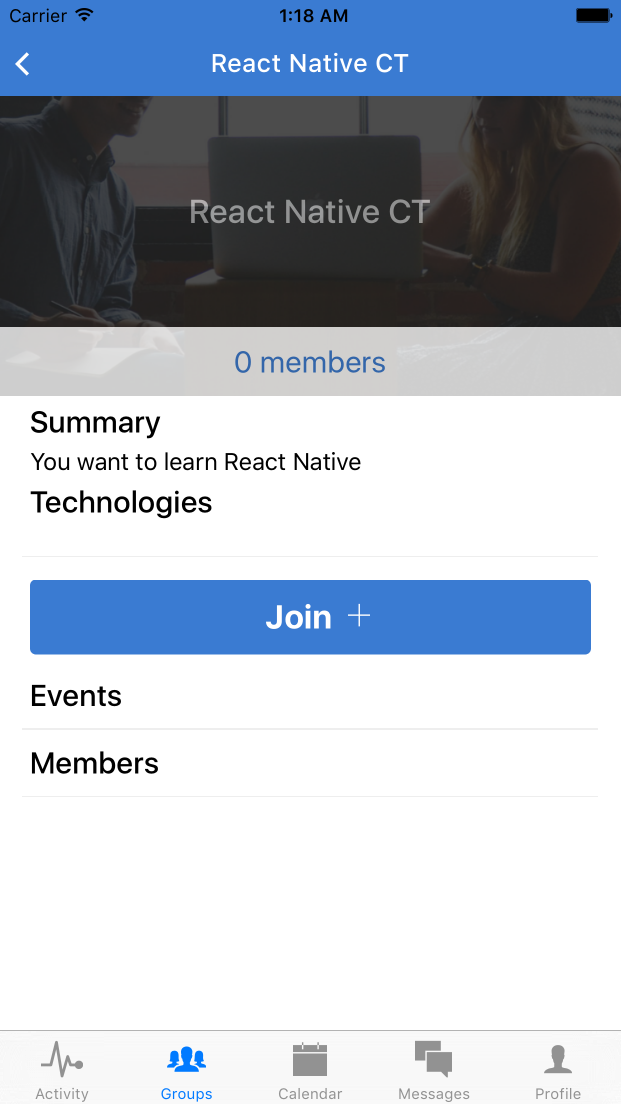 Carrier 1:18 AM
React Native CT
React Native CT
0 members
Summary
You want to learn React Native
Technologies
Join +
Events
Members
Activity Groups Calendar Messages Profile